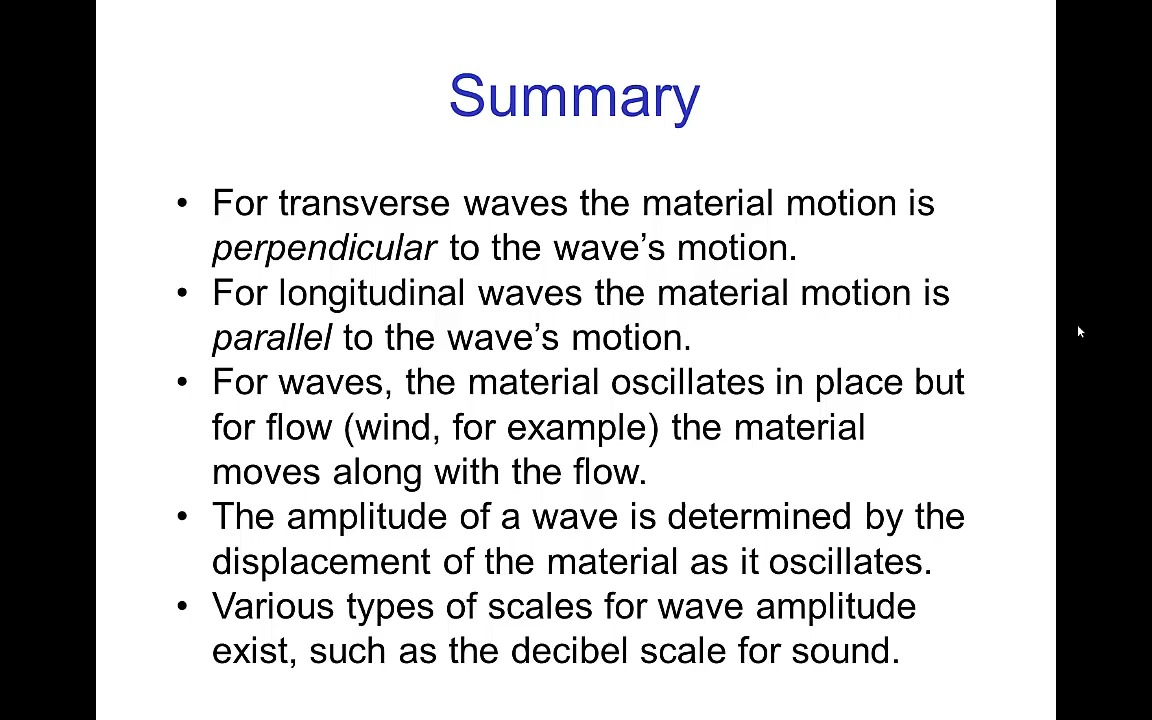 Summary
• For transverse waves the material motion is
perpendicular to the wave’s motion.
• For longitudinal waves the material motion is
parallel to the wave’s motion.
• For waves, the material oscillates in place but
for flow (wind, for example) the material
moves along with the flow.
• The amplitude of a wave is determined by the
displacement of the material as it oscillates.
• Various types of scales for wave amplitude
exist, such as the decibel scale for sound.